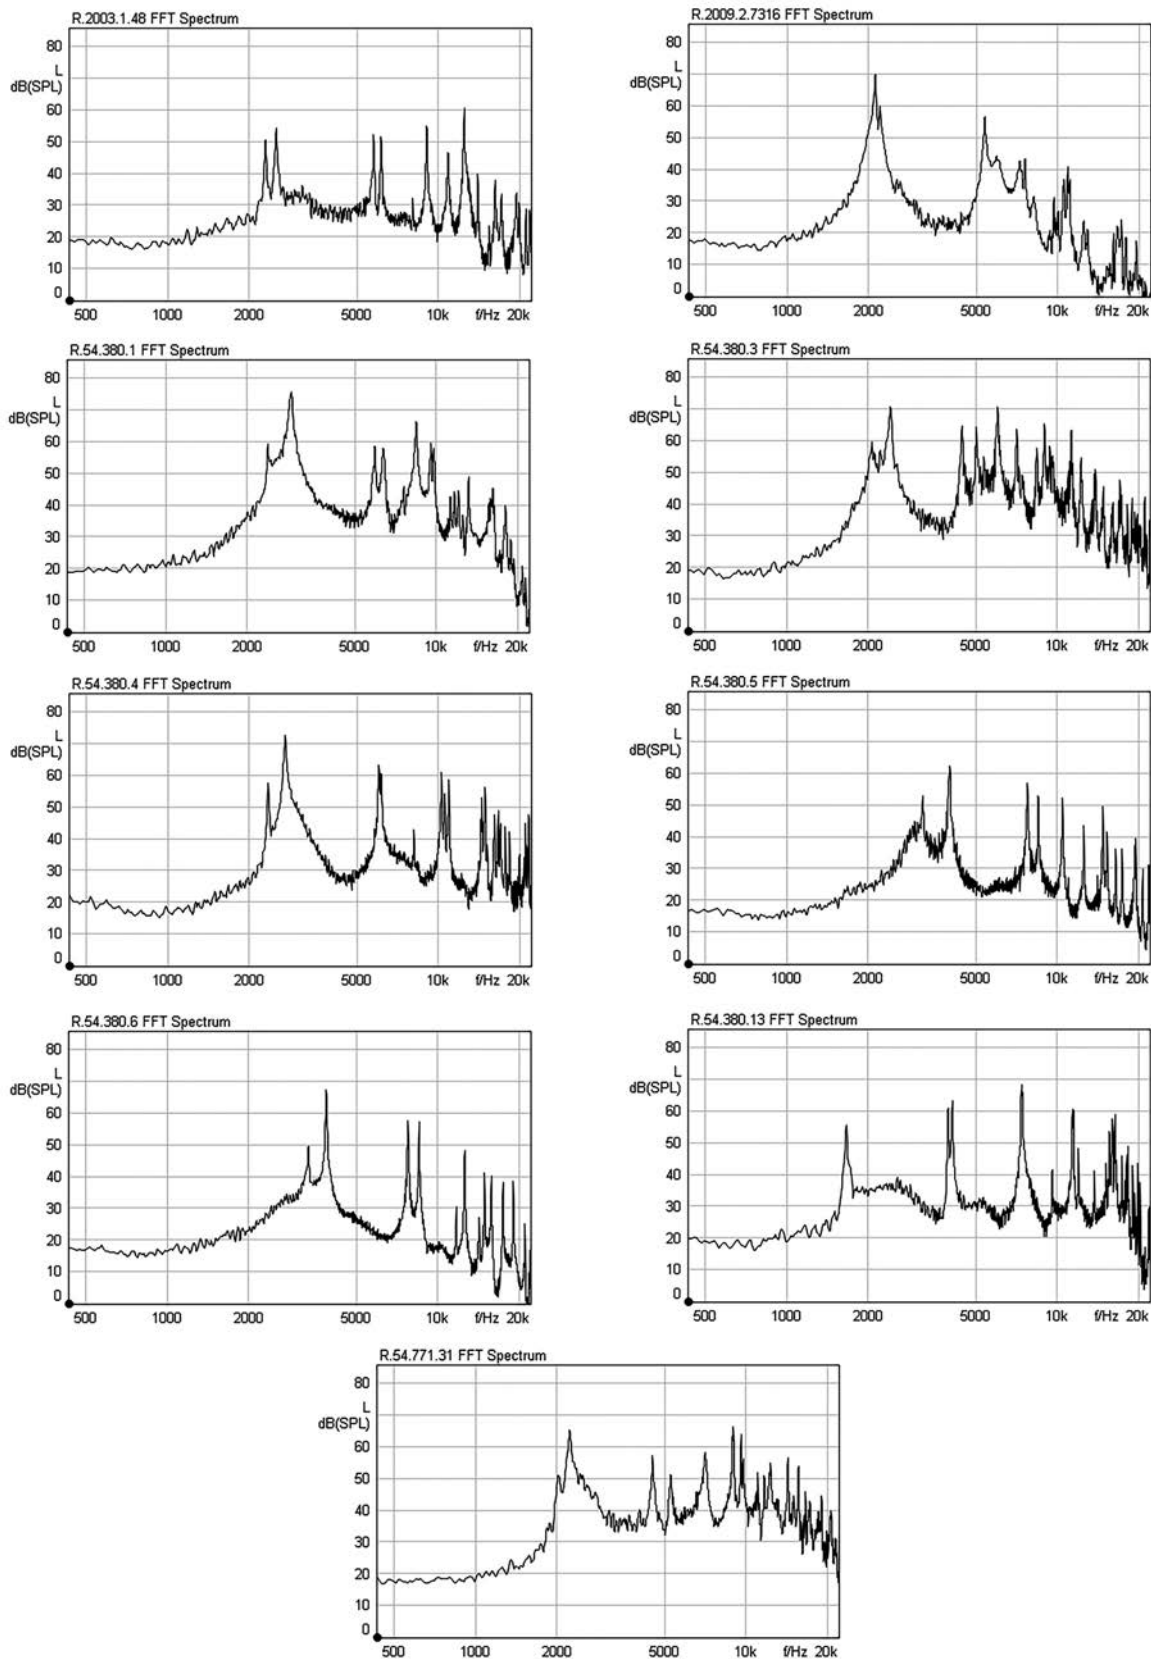 R.2003.1.48 FFT Spectrum
80
L
dB(SPL)
60
50
40
30
20
10
0
500 1000 2000 5000 10k f/Hz 20k
R.2009.2.7316 FFT Spectrum
80
L
dB(SPL)
60
50
40
30
20
10
0
500 1000 2000 5000 10k f/Hz 20k
R.54.380.1 FFT Spectrum
80
L
dB(SPL)
60
50
40
30
20
10
0
500 1000 2000 5000 10k f/Hz 20k
R.54.380.3 FFT Spectrum
80
L
dB(SPL)
60
50
40
30
20
10
0
500 1000 2000 5000 10k f/Hz 20k
R.54.380.4 FFT Spectrum
80
L
dB(SPL)
60
50
40
30
20
10
0
500 1000 2000 5000 10k f/Hz 20k
R.54.380.5 FFT Spectrum
80
L
dB(SPL)
60
50
40
30
20
10
0
500 1000 2000 5000 10k f/Hz 20k
R.54.380.6 FFT Spectrum
80
L
dB(SPL)
60
50
40
30
20
10
0
500 1000 2000 5000 10k f/Hz 20k
R.54.380.13 FFT Spectrum
80
L
dB(SPL)
60
50
40
30
20
10
0
500 1000 2000 5000 10k f/Hz 20k
R.54.771.31 FFT Spectrum
80
L
dB(SPL)
60
50
40
30
20
10
0
500 1000 2000 5000 10k f/Hz 20k